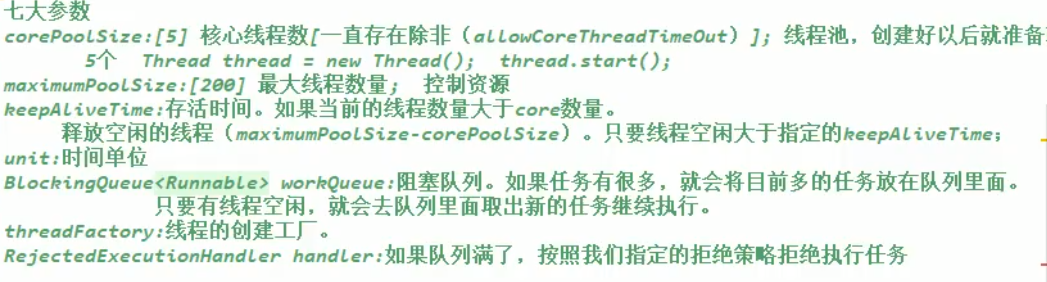 七大参数
corePoolSize:[5] 核心线程数[一直存在除非（allowCoreThreadTimeOut）]; 线程池，创建好以后就准备
5个 Thread thread = new Thread(); thread.start();
maximumPoolSize:[200] 最大线程数量; 控制资源
keepAliveTime:存活时间。如果当前的线程数量大于core数量。
释放空闲的线程（maximumPoolSize-corePoolSize）。只要线程空闲大于指定的keepAliveTime;
unit:时间单位
BlockingQueue<Runnable> workQueue:阻塞队列。如果任务有很多，就会将目前多的任务放在队列里面。
只要有线程空闲，就会去队列里面取出新的任务继续执行。
threadFactory:线程的创建工厂。
RejectedExecutionHandler handler:如果队列满了，按照我们指定的拒绝策略拒绝执行任务